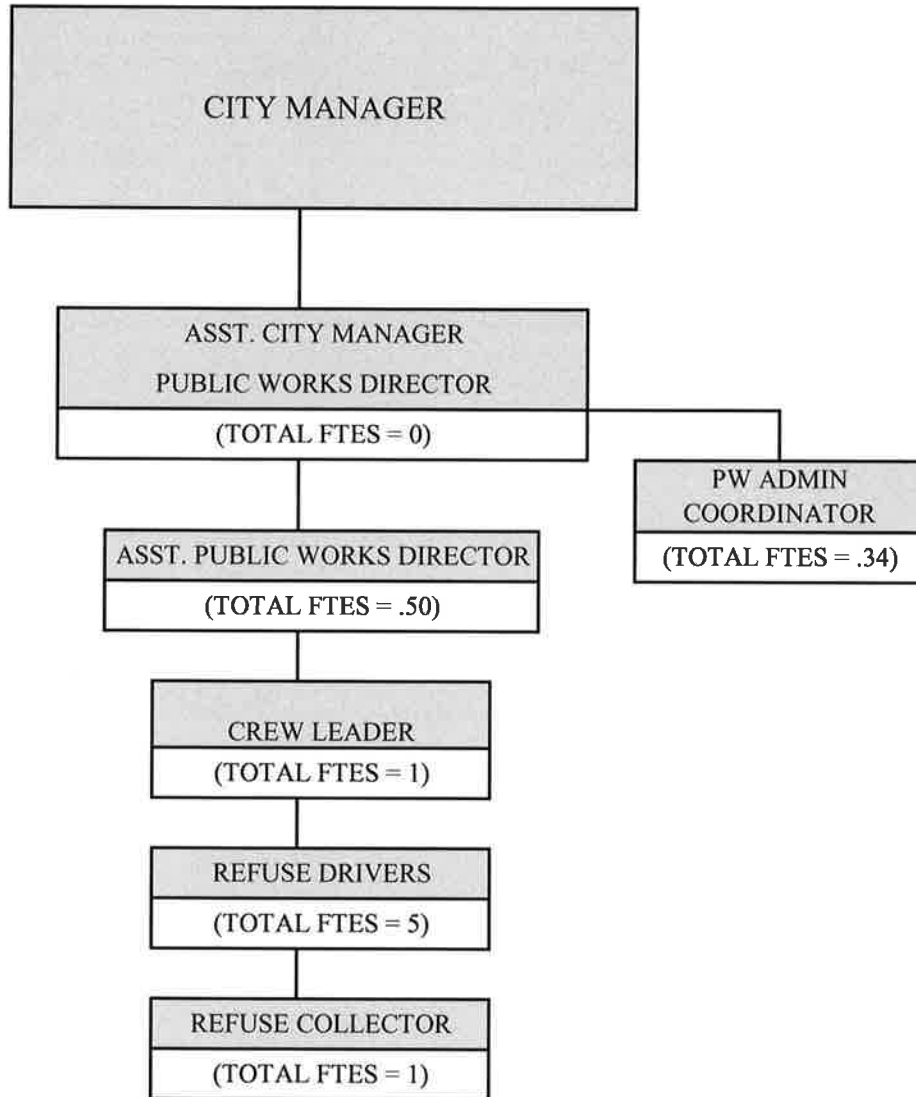 CITY MANAGER
ASST. CITY MANAGER
PUBLIC WORKS DIRECTOR
(TOTAL FTES = 0)
PW ADMIN
COORDINATOR
(TOTAL FTES = .34)
ASST. PUBLIC WORKS DIRECTOR
(TOTAL FTES = .50)
CREW LEADER
(TOTAL FTES = 1)
REFUSE DRIVERS
(TOTAL FTES = 5)
REFUSE COLLECTOR
(TOTAL FTES = 1)